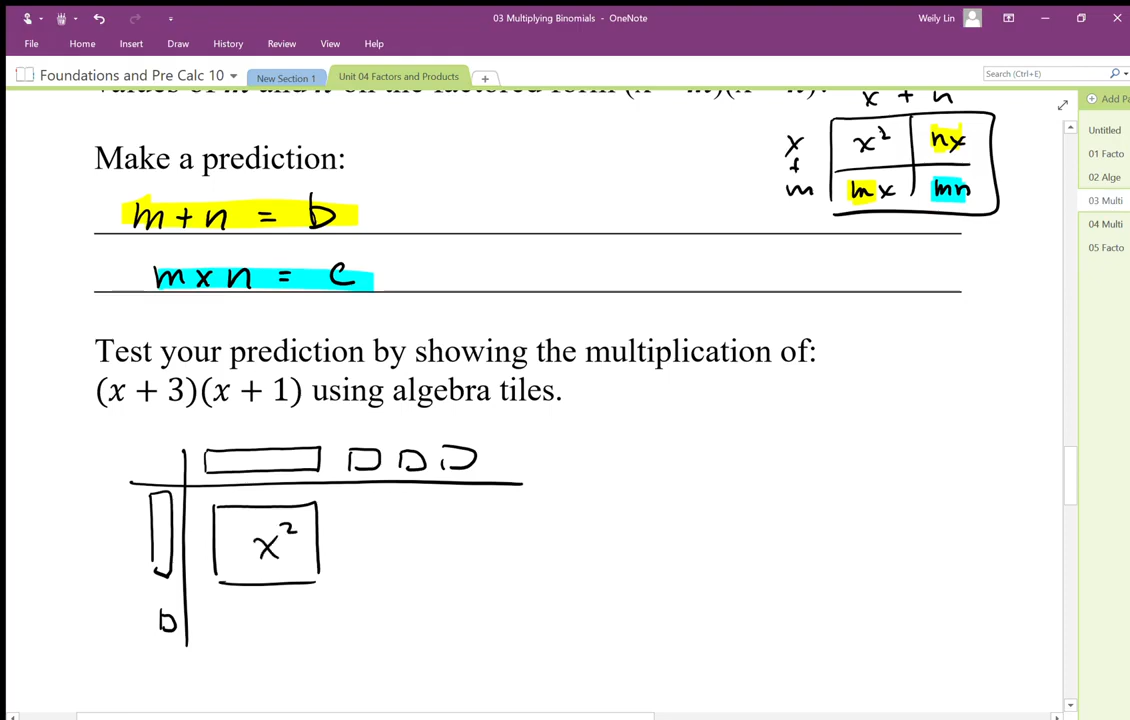 03 Multiplying Binomials - OneNote
Weily Lin
File Home Insert Draw History Review View Help
Foundations and Pre Calc 10
New Section 1
Unit 04 Factors and Products
+
Search (Ctrl+E)
Add Pa
Untitled
01 Facto
02 Alge
03 Multi
04 Multi
05 Facto
x + n
x
+
m
x² nx
mx mn
Make a prediction:
m + n = b
m x n = c
Test your prediction by showing the multiplication of:
(x + 3)(x + 1) using algebra tiles.
x²